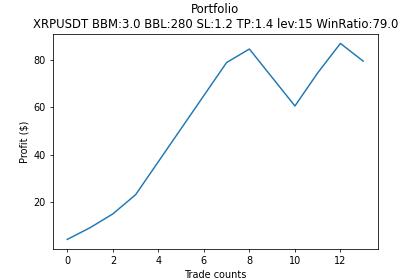 Portfolio
XRPUSDT BBM:3.0 BBL:280 SL:1.2 TP:1.4 lev:15 WinRatio:79.0
80
60
40
20
Profit ($)
0 2 4 6 8 10 12
Trade counts